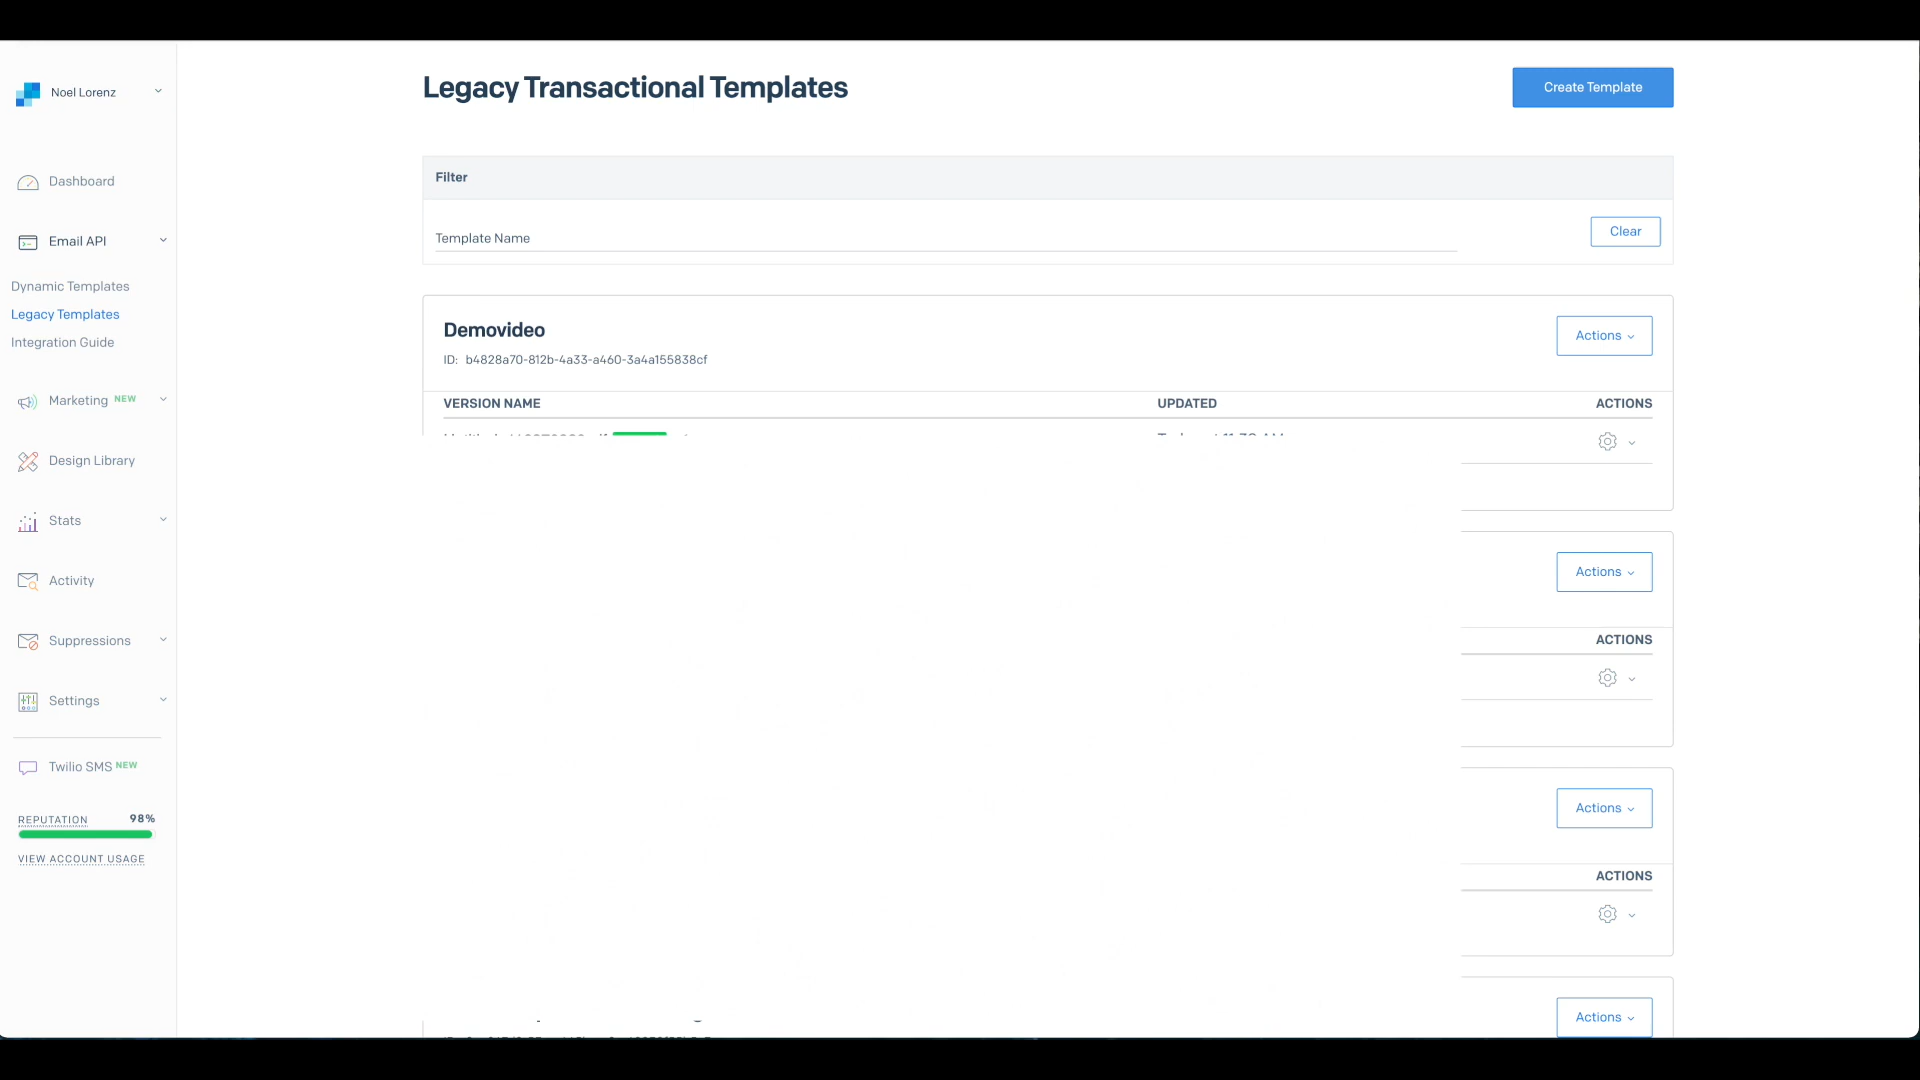 Noel Lorenz
Dashboard
Email API
Dynamic Templates
Legacy Templates
Integration Guide
Marketing NEW
Design Library
Stats
Activity
Suppressions
Settings
Twilio SMS NEW
REPUTATION 98%
VIEW ACCOUNT USAGE
Legacy Transactional Templates
Create Template
Filter
Template Name
Clear
Demovideo
Actions
ID: b4828a70-812b-4a33-a460-3a4a155838cf
VERSION NAME UPDATED ACTIONS
Actions
ACTIONS
Actions
ACTIONS
Actions